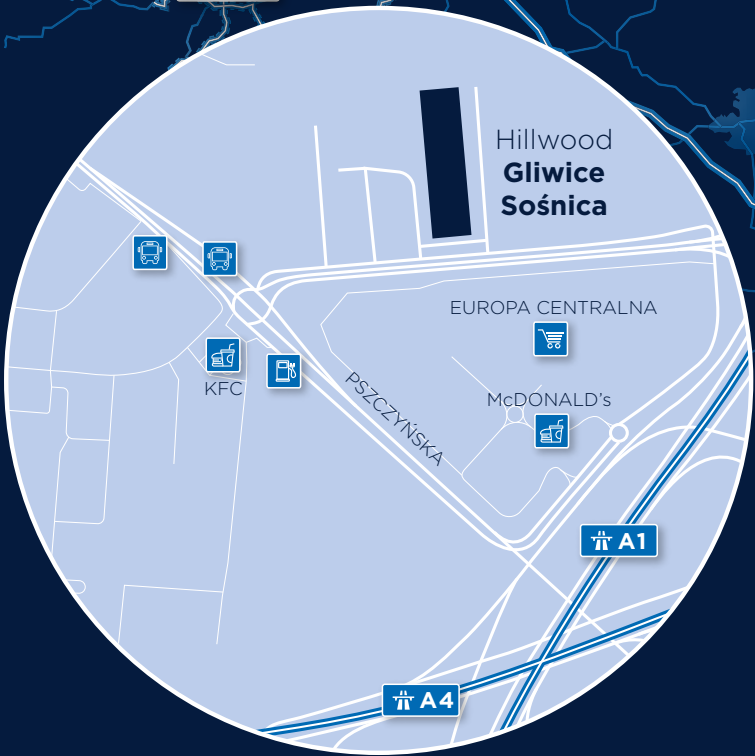 Hillwood
Gliwice
Sośnica
EUROPA CENTRALNA
KFC
PSZCZYŃSKA
McDONALD's
A1
A4